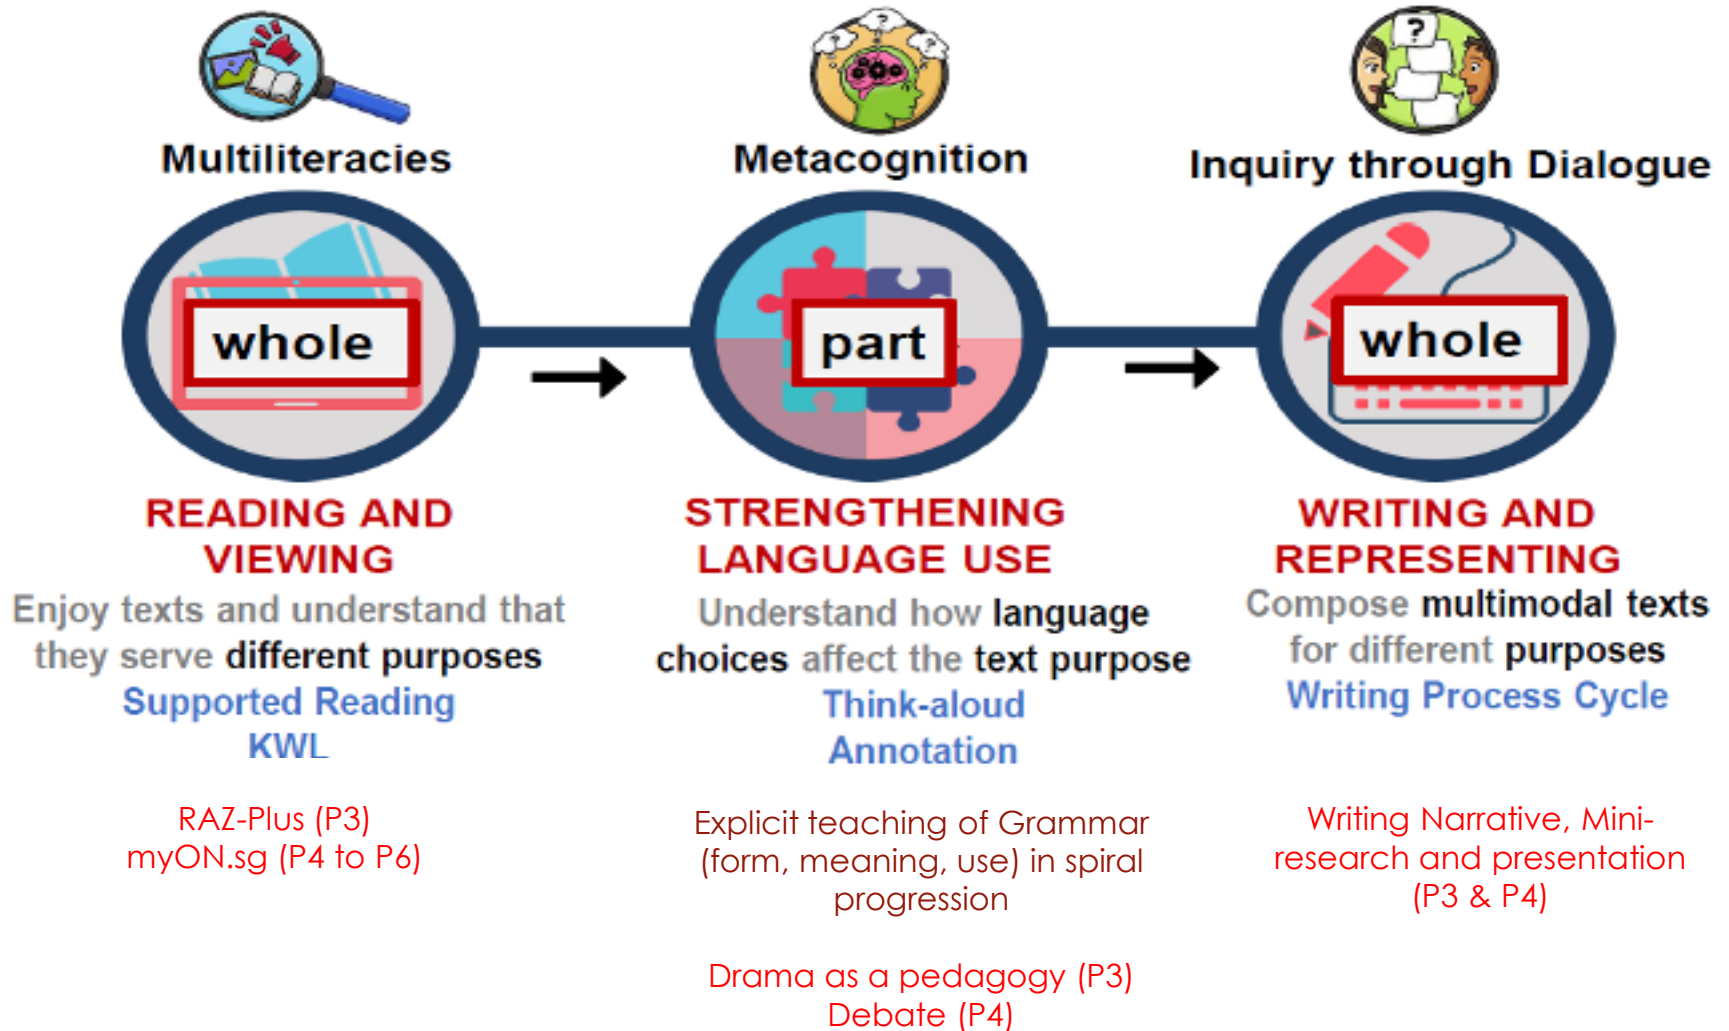 ?
?
?
?
Multiliteracies
Metacognition
Inquiry through Dialogue
whole
part
whole
READING AND
VIEWING
Enjoy texts and understand that
they serve different purposes
Supported Reading
KWL
RAZ-Plus (P3)
myON.sg (P4 to P6)
STRENGTHENING
LANGUAGE USE
Understand how language
choices affect the text purpose
Think-aloud
Annotation
Explicit teaching of Grammar
(form, meaning, use) in spiral
progression
Drama as a pedagogy (P3)
Debate (P4)
WRITING AND
REPRESENTING
Compose multimodal texts
for different purposes
Writing Process Cycle
Writing Narrative, Mini-
research and presentation
(P3 & P4)